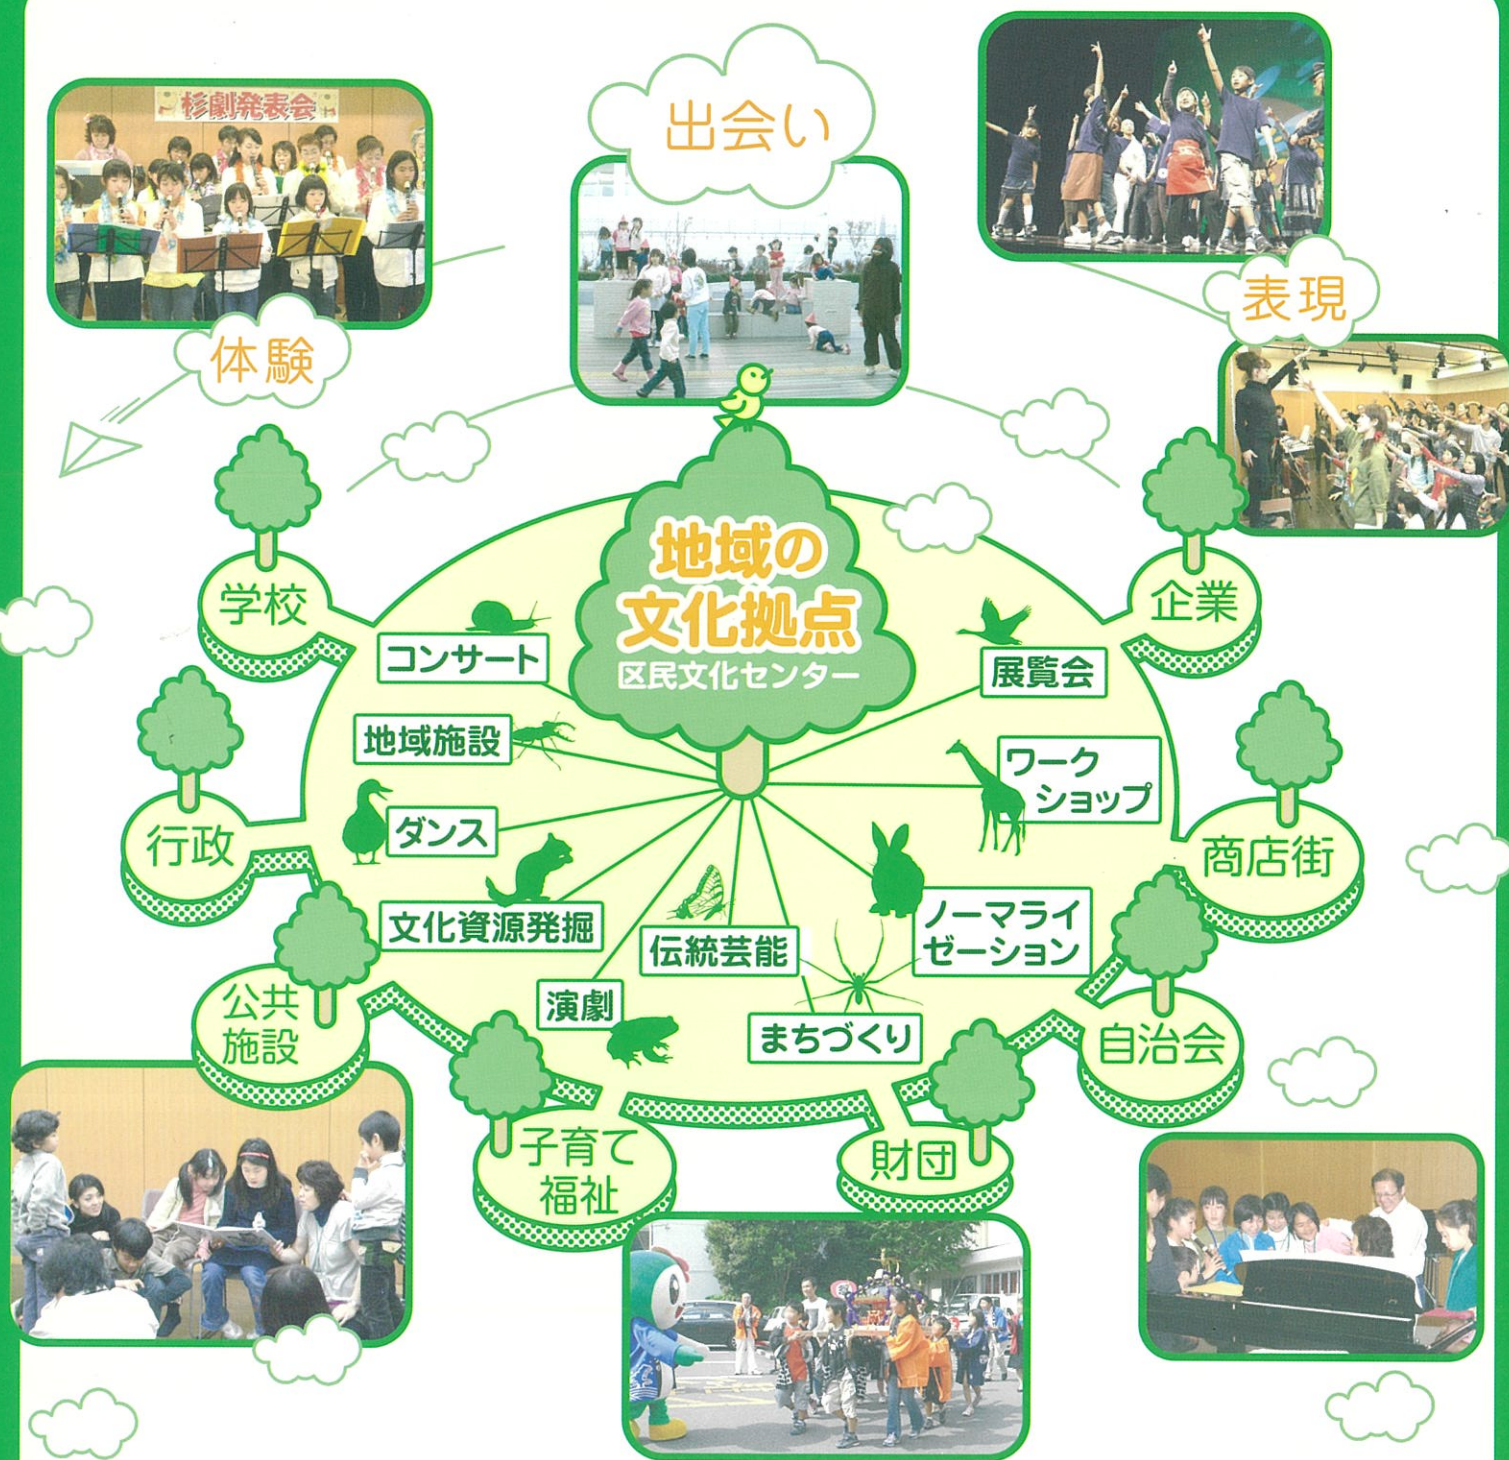 杉劇発表会
出会い
表現
体験
地域の
文化拠点
区民文化センター
学校
企業
コンサート
展覧会
地域施設
ワーク
ショップ
行政
ダンス
商店街
文化資源発掘
伝統芸能
ノーマライ
ゼーション
公共
施設
演劇
まちづくり
自治会
子育て
福祉
財団